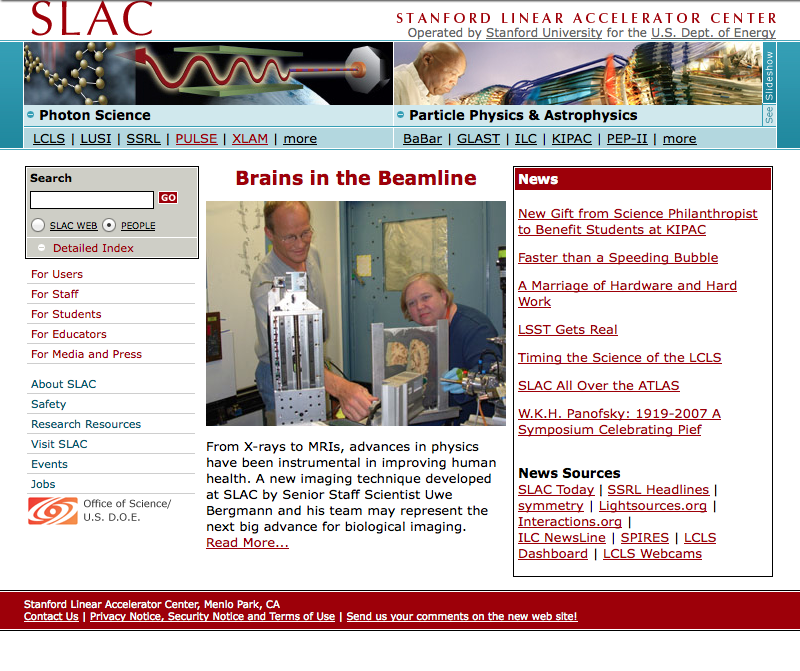 SLAC
STANFORD LINEAR ACCELERATOR CENTER
Operated by Stanford University for the U.S. Dept. of Energy
See Slideshow
Photon Science
Particle Physics & Astrophysics
LCLS | LUSI | SSRL | PULSE | XLAM | more
BaBar | GLAST | ILC | KIPAC | PEP-II | more
Search
GO
SLAC WEB PEOPLE
Detailed Index
For Users
For Staff
For Students
For Educators
For Media and Press
About SLAC
Safety
Research Resources
Visit SLAC
Events
Jobs
Office of Science/
U.S. D.O.E.
Brains in the Beamline
From X-rays to MRIs, advances in physics
have been instrumental in improving human
health. A new imaging technique developed
at SLAC by Senior Staff Scientist Uwe
Bergmann and his team may represent the
next big advance for biological imaging.
Read More...
News
New Gift from Science Philanthropist
to Benefit Students at KIPAC
Faster than a Speeding Bubble
A Marriage of Hardware and Hard
Work
LSST Gets Real
Timing the Science of the LCLS
SLAC All Over the ATLAS
W.K.H. Panofsky: 1919-2007 A
Symposium Celebrating Pief
News Sources
SLAC Today | SSRL Headlines |
symmetry | Lightsources.org |
Interactions.org |
ILC NewsLine | SPIRES | LCLS
Dashboard | LCLS Webcams
Stanford Linear Accelerator Center, Menlo Park, CA
Contact Us | Privacy Notice, Security Notice and Terms of Use | Send us your comments on the new web site!